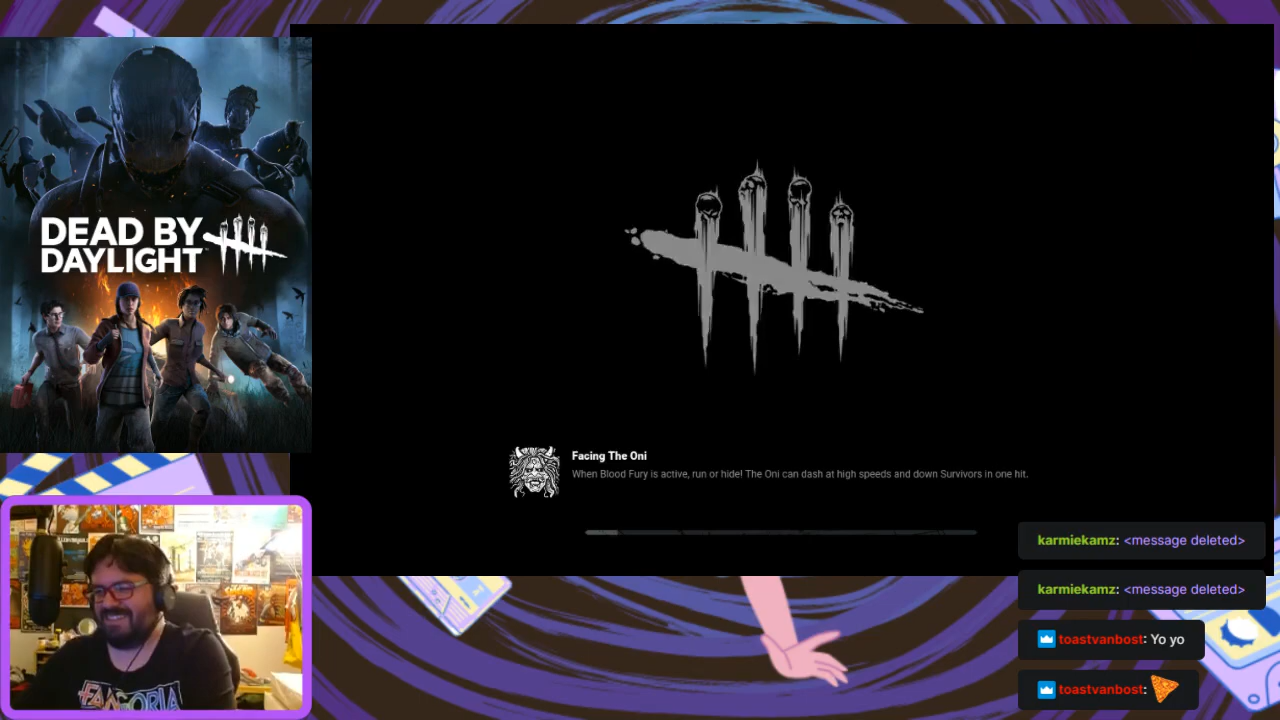 DEAD BY
DAYLIGHT
Facing The Oni
When Blood Fury is active, run or hide! The Oni can dash at high speeds and down Survivors in one hit.
karmiekamz: <message deleted>
karmiekamz: <message deleted>
toastvanbost: Yo yo
toastvanbost:
FANGORIA